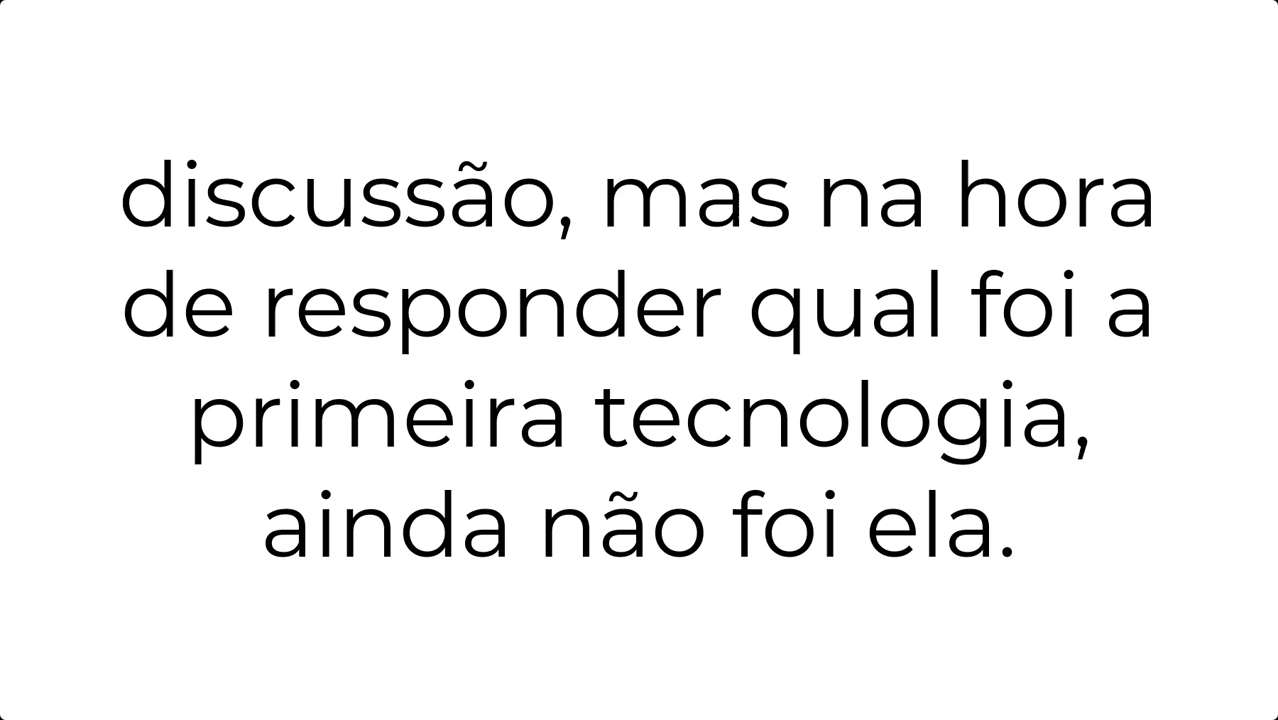 discussão, mas na hora
de responder qual foi a
primeira tecnologia,
ainda não foi ela.